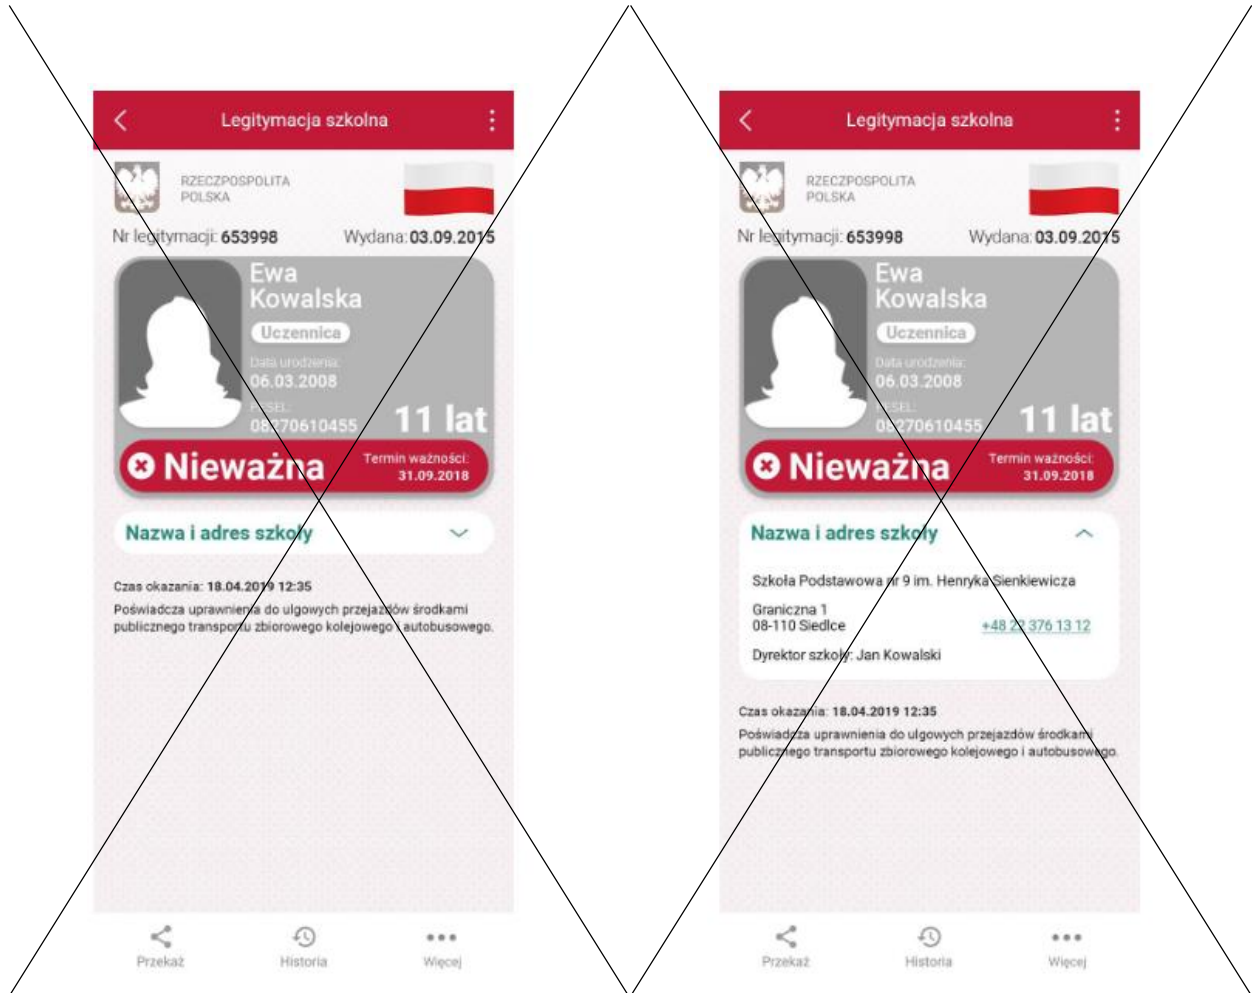 Legitymacja szkolna
RZECZPOSPOLITA
POLSKA
Nr legitymacji: 653998 Wydana: 03.09.2015
Ewa
Kowalska
Uczennica
Data urodzenia:
06.03.2008
PESEL:
08270610455
11 lat
Nieważna
Termin ważności:
31.09.2018
Nazwa i adres szkoły
Czas okazania: 18.04.2019 12:35
Poświadcza uprawnienia do ulgowych przejazdów środkami
publicznego transportu zbiorowego kolejowego i autobusowego.
Przekaż Historia Więcej
Legitymacja szkolna
RZECZPOSPOLITA
POLSKA
Nr legitymacji: 653998 Wydana: 03.09.2015
Ewa
Kowalska
Uczennica
Data urodzenia:
06.03.2008
PESEL:
08270610455
11 lat
Nieważna
Termin ważności:
31.09.2018
Nazwa i adres szkoły
Szkoła Podstawowa nr 9 im. Henryka Sienkiewicza
Graniczna 1
08-110 Siedlce +48 22 376 13 12
Dyrektor szkoły: Jan Kowalski
Czas okazania: 18.04.2019 12:35
Poświadcza uprawnienia do ulgowych przejazdów środkami
publicznego transportu zbiorowego kolejowego i autobusowego.
Przekaż Historia Więcej